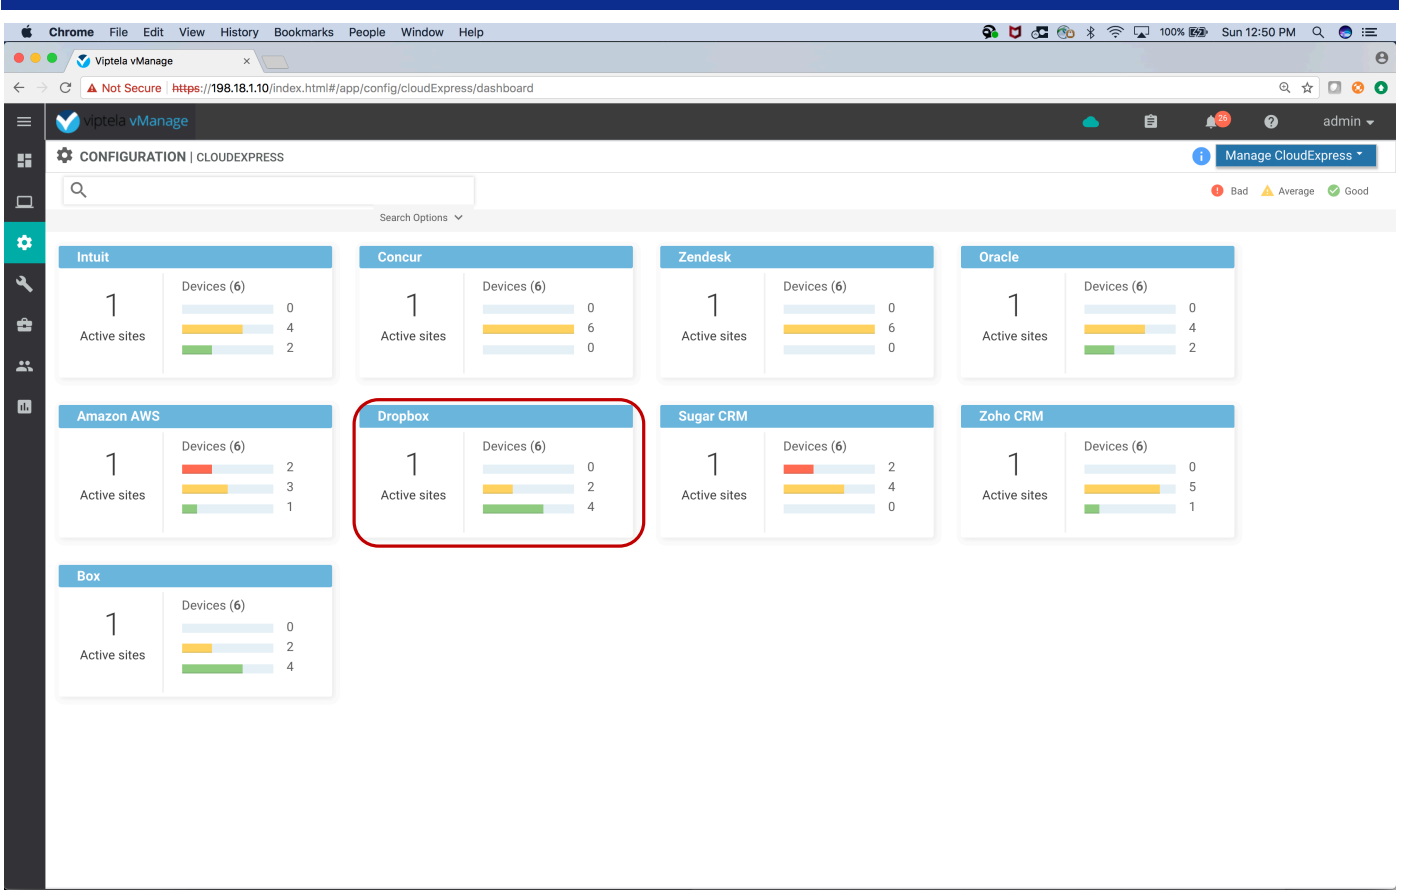 Chrome File Edit View History Bookmarks People Window Help 100% Sun 12:50 PM
Viptela vManage ×
Not Secure https://198.18.1.10/index.html#/app/config/cloudExpress/dashboard
viptela vManage 26 admin
CONFIGURATION | CLOUDEXPRESS Manage CloudExpress
Bad Average Good
Search Options
Intuit Concur Zendesk Oracle
1 Active sites Devices (6) 0 4 2
1 Active sites Devices (6) 0 6 0
1 Active sites Devices (6) 0 6 0
1 Active sites Devices (6) 0 4 2
Amazon AWS Dropbox Sugar CRM Zoho CRM
1 Active sites Devices (6) 2 3 1
1 Active sites Devices (6) 0 2 4
1 Active sites Devices (6) 2 4 0
1 Active sites Devices (6) 0 5 1
Box
1 Active sites Devices (6) 0 2 4